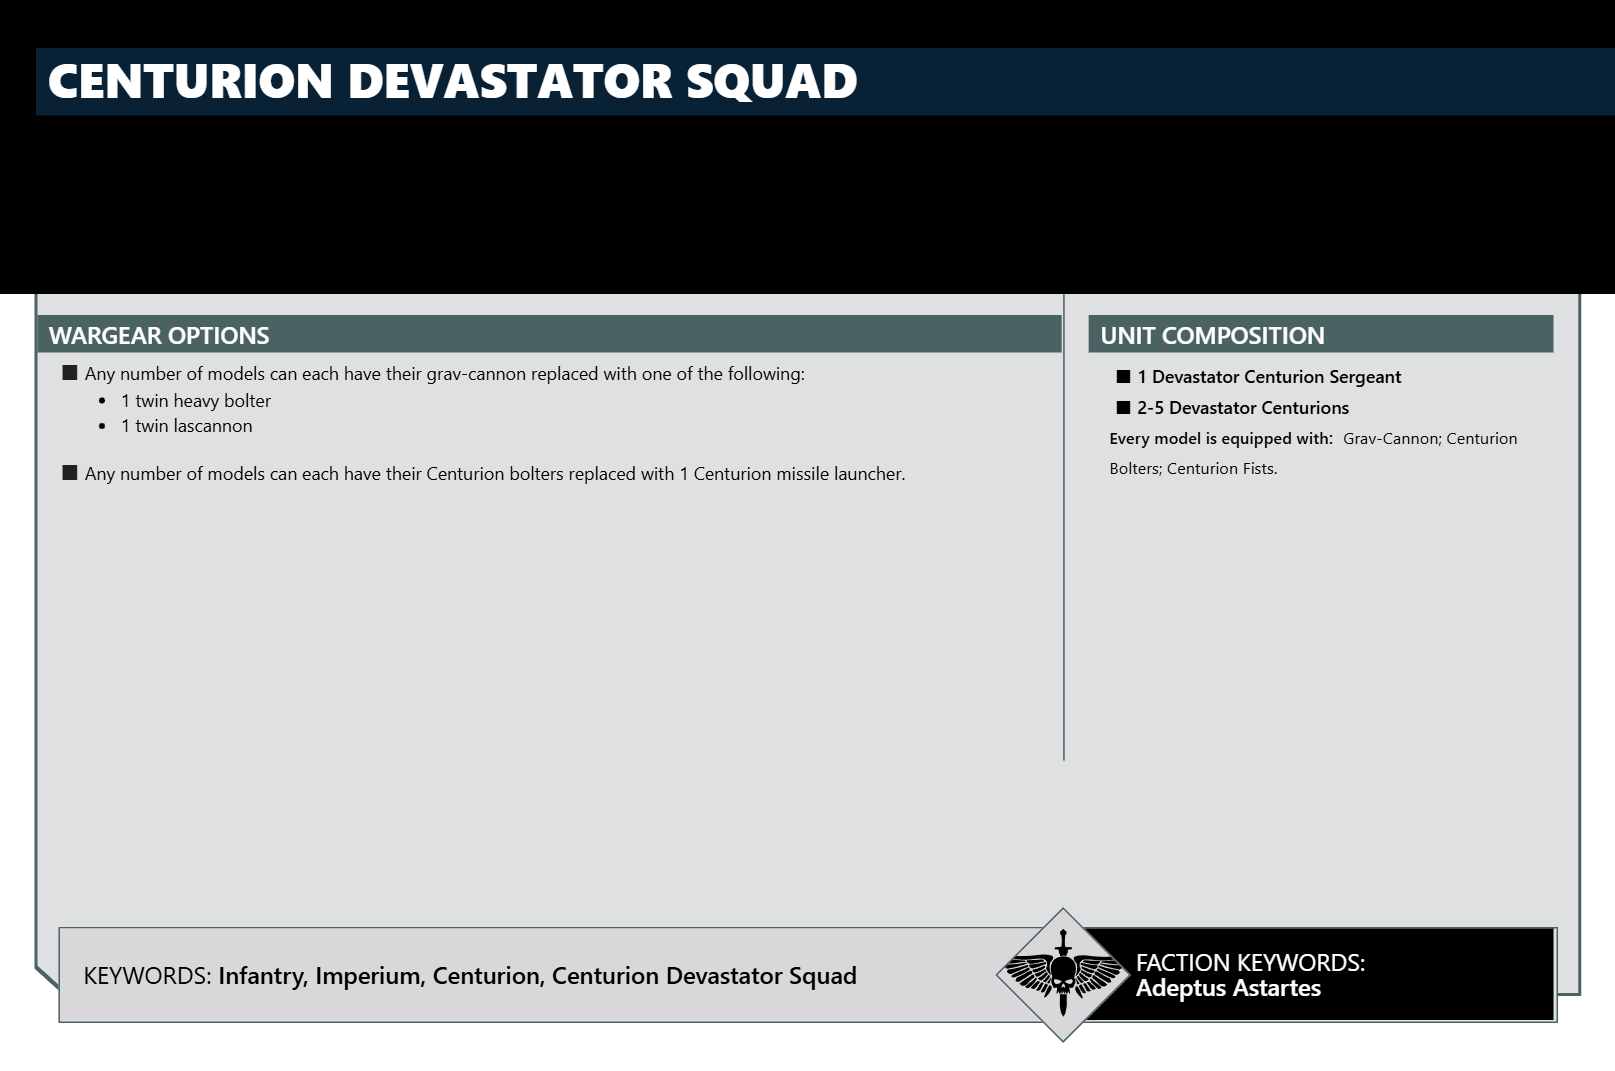 CENTURION DEVASTATOR SQUAD
WARGEAR OPTIONS
■ Any number of models can each have their grav-cannon replaced with one of the following:
• 1 twin heavy bolter
• 1 twin lascannon
■ Any number of models can each have their Centurion bolters replaced with 1 Centurion missile launcher.
UNIT COMPOSITION
■ 1 Devastator Centurion Sergeant
■ 2-5 Devastator Centurions
Every model is equipped with: Grav-Cannon; Centurion
Bolters; Centurion Fists.
KEYWORDS: Infantry, Imperium, Centurion, Centurion Devastator Squad
FACTION KEYWORDS:
Adeptus Astartes